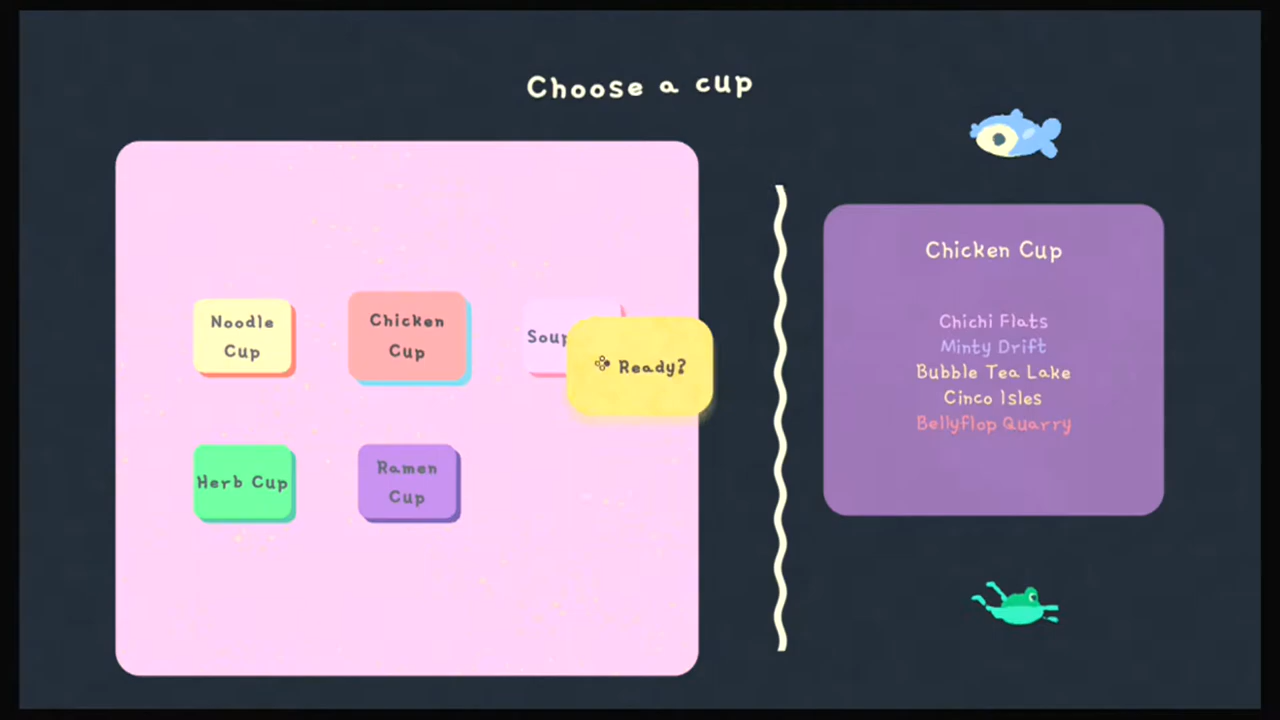 Choose a cup
Noodle
Cup
Chicken
Cup
Soup
Ready?
Herb Cup
Ramen
Cup
Chicken Cup
Chichi Flats
Minty Drift
Bubble Tea Lake
Cinco Isles
Bellyflop Quarry